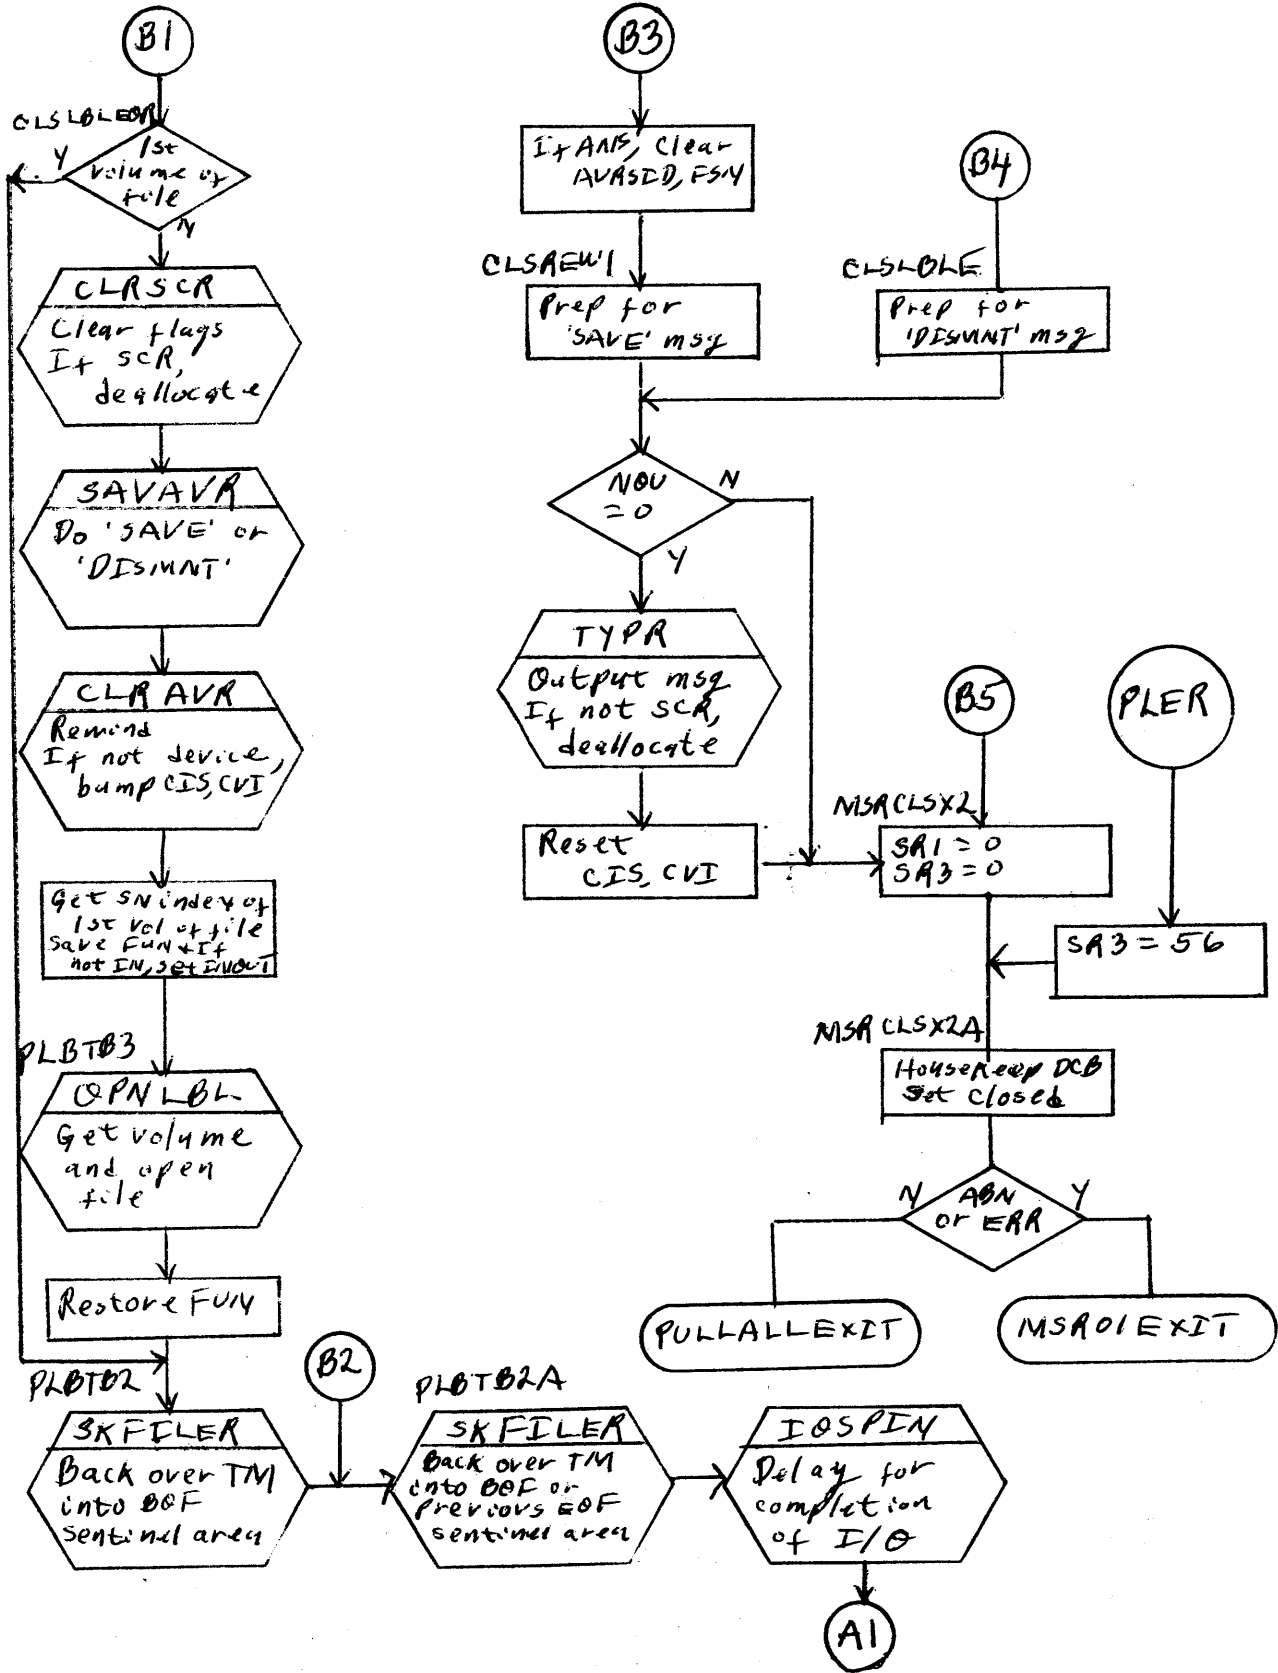 B1
CLSLBLEOR
1st
volume of
file
Y
N
CLRSCR
Clear flags
If SCR,
deallocate
SAVAVR
Do 'SAVE' or
'DISMNT'
CLRAVR
Remind
If not device,
bump CIS, CVI
Get SN index of
1st vol of file
Save FUN & If
not IN, set INOUT
PLBTB3
OPNLBL
Get volume
and open
file
Restore FUN
PLBTB2
SKFILER
Back over TM
into BOF
sentinel area
B2
PLBTB2A
SKFILER
Back over TM
into BOF or
Previous EOF
sentinel area
IOSPIN
Delay for
completion
of I/O
A1
B3
If ANS, Clear
AVRSID, FSN
CLSREW1
Prep for
'SAVE' msg
B4
CLSLBLE
Prep for
'DISMNT' msg
NOU
= 0
N
Y
TYPR
Output msg
If not SCR,
deallocate
Reset
CIS, CVI
B5
MSRCLSX2
SR1 = 0
SR3 = 0
PLER
SR3 = 56
MSRCLSX2A
Housekeep DCB
Set closed
N
ABN
or ERR
Y
PULLALLEXIT
MSR01EXIT